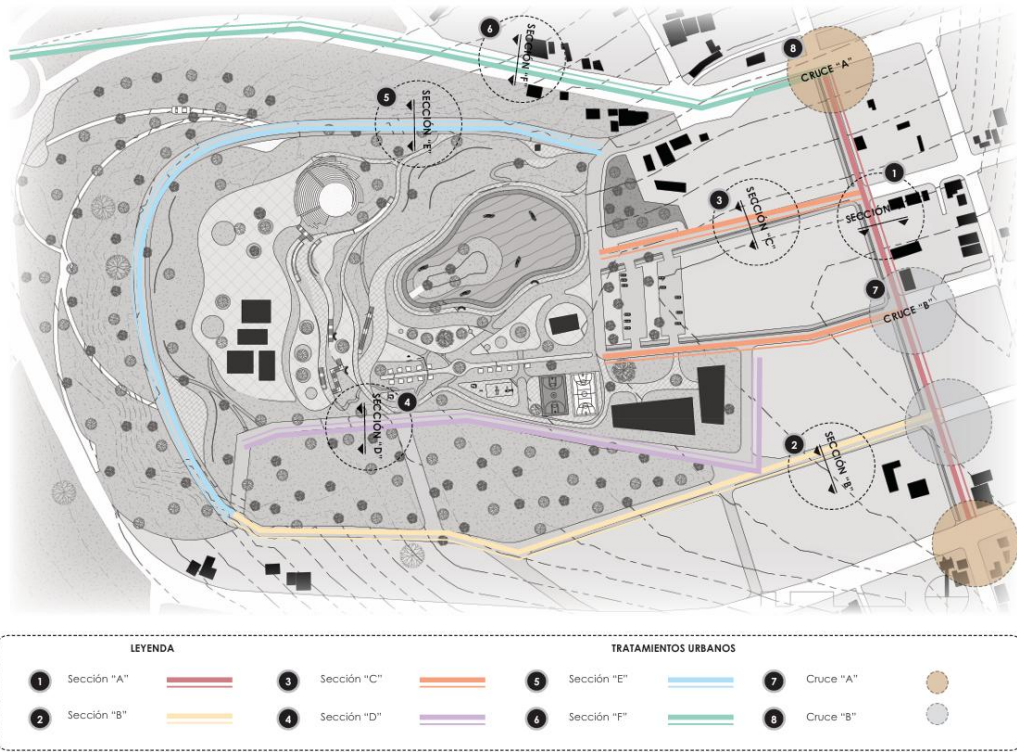 6
SECCIÓN "F"
8
CRUCE "A"
5
SECCIÓN "E"
1
SECCIÓN
3
SECCIÓN "C"
7
CRUCE "B"
4
SECCIÓN "D"
2
SECCIÓN "B"
LEYENDA
TRATAMIENTOS URBANOS
1 Sección "A"
3 Sección "C"
5 Sección "E"
7 Cruce "A"
2 Sección "B"
4 Sección "D"
6 Sección "F"
8 Cruce "B"